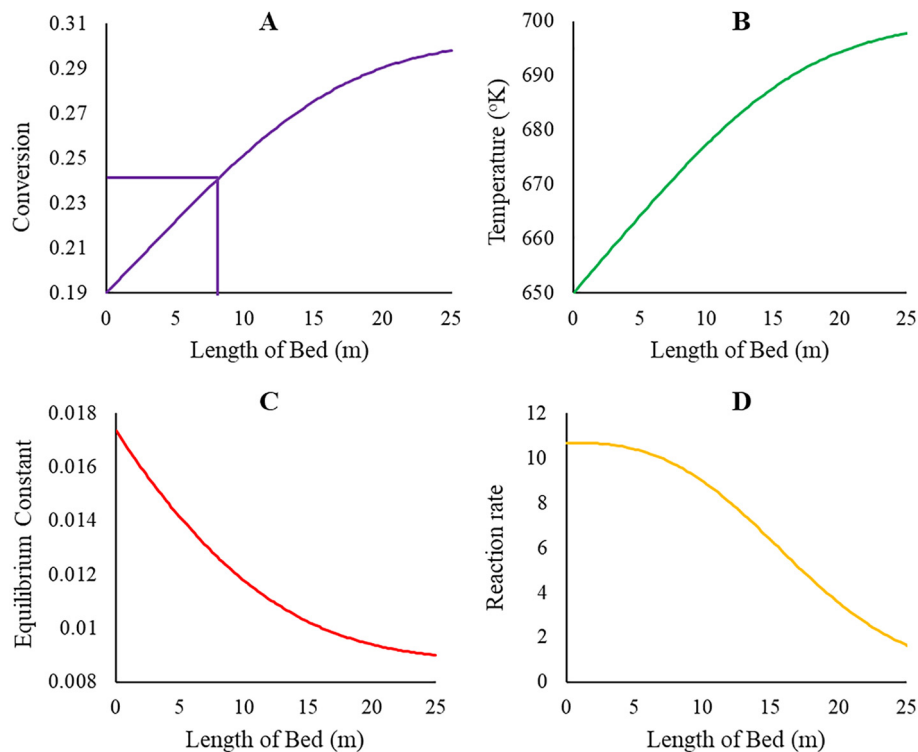 A
0.31
0.29
0.27
0.25
0.23
0.21
0.19
Conversion
0 5 10 15 20 25
Length of Bed (m)
B
700
690
680
670
660
650
Temperature (°K)
0 5 10 15 20 25
Length of Bed (m)
C
0.018
0.016
0.014
0.012
0.01
0.008
Equilibrium Constant
0 5 10 15 20 25
Length of Bed (m)
D
12
10
8
6
4
2
0
Reaction rate
0 5 10 15 20 25
Length of Bed (m)